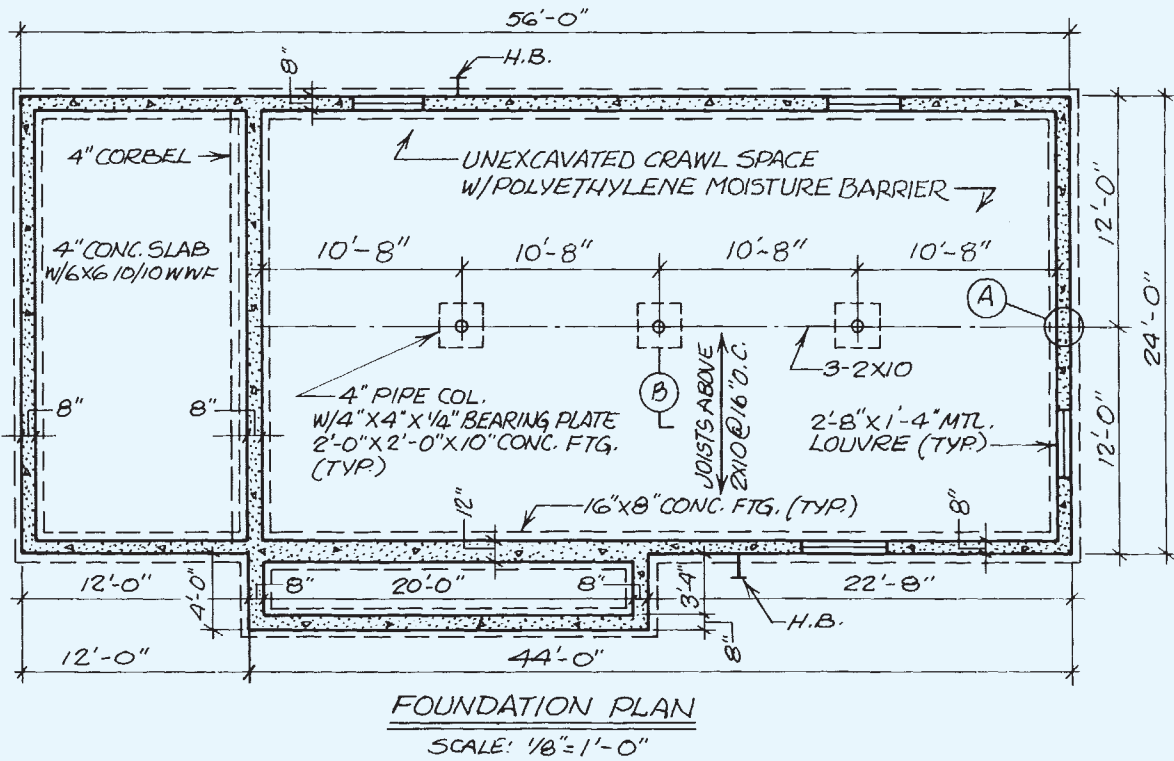 56'-0"
8"
H.B.
4" CORBEL
UNEXCAVATED CRAWL SPACE
W/POLYETHYLENE MOISTURE BARRIER
12'-0"
24'-0"
4" CONC. SLAB
W/6X6 10/10 WWF
10'-8"
10'-8"
10'-8"
10'-8"
A
3-2X10
B
JOISTS ABOVE
2X10@16"O.C.
4" PIPE COL.
W/4"X4"X1/4" BEARING PLATE
2'-0"X2'-0"X10" CONC. FTG.
(TYP.)
8"
8"
2'-8"X1'-4" MTL.
LOUVRE (TYP.)
12'-0"
12"
16"X8" CONC. FTG. (TYP.)
8"
12'-0"
4'-0"
8"
20'-0"
8"
3'-4"
22'-8"
H.B.
8"
12'-0"
44'-0"
FOUNDATION PLAN
SCALE: 1/8"=1'-0"